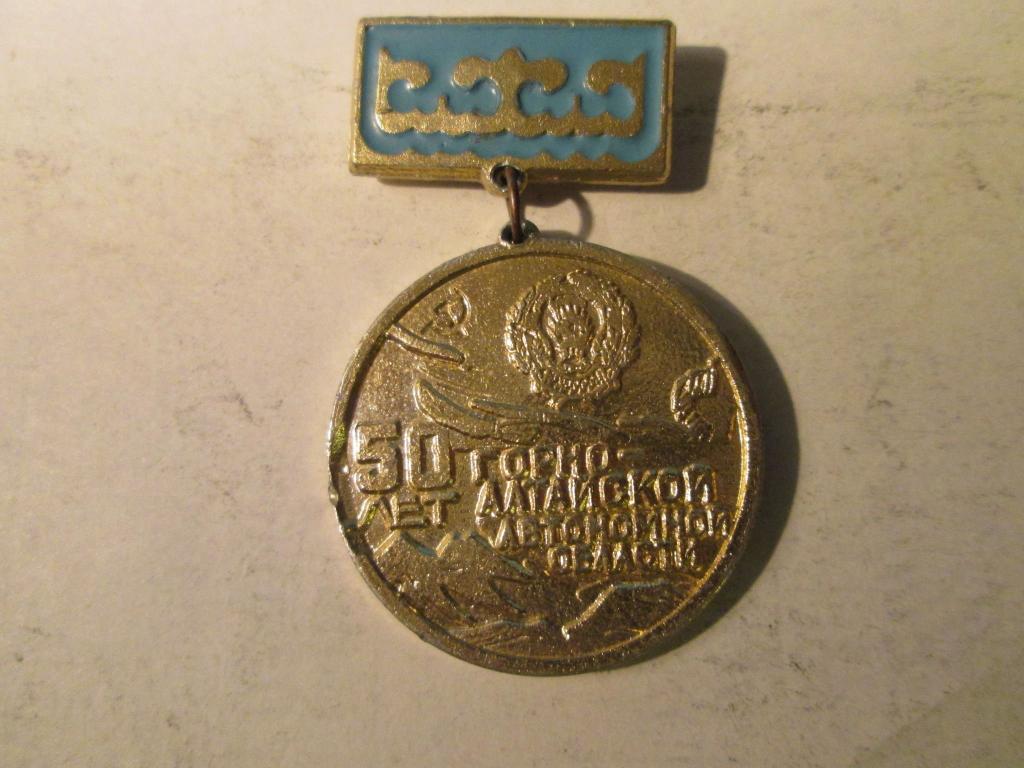 50
ЛЕТ
ГОРНО-
АЛТАЙСКОЙ
АВТОНОМНОЙ
ОБЛАСТИ